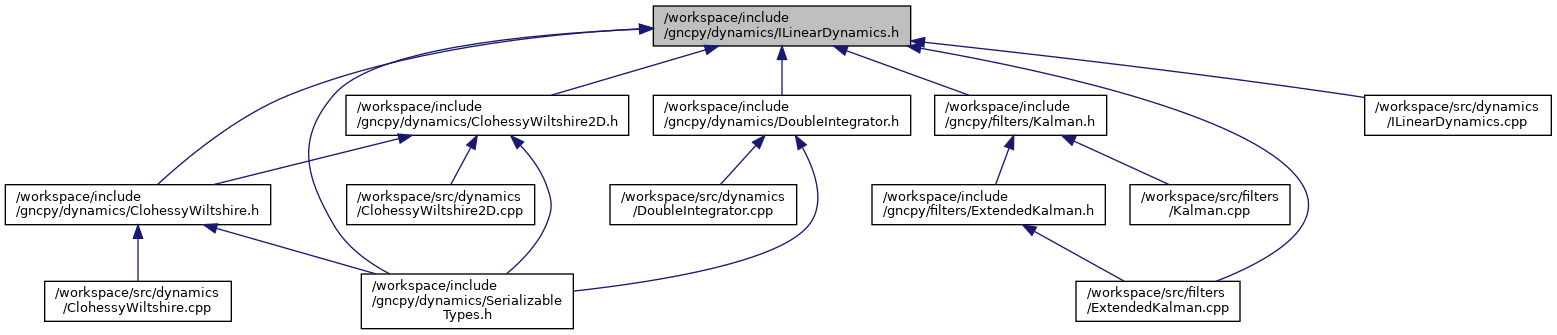 /workspace/include
/gncpy/dynamics/ILinearDynamics.h
/workspace/include
/gncpy/dynamics/ClohessyWiltshire2D.h
/workspace/include
/gncpy/dynamics/DoubleIntegrator.h
/workspace/include
/gncpy/filters/Kalman.h
/workspace/src/dynamics
/ILinearDynamics.cpp
/workspace/include
/gncpy/dynamics/ClohessyWiltshire.h
/workspace/src/dynamics
/ClohessyWiltshire2D.cpp
/workspace/src/dynamics
/DoubleIntegrator.cpp
/workspace/include
/gncpy/filters/ExtendedKalman.h
/workspace/src/filters
/Kalman.cpp
/workspace/src/dynamics
/ClohessyWiltshire.cpp
/workspace/include
/gncpy/dynamics/Serializable
Types.h
/workspace/src/filters
/ExtendedKalman.cpp